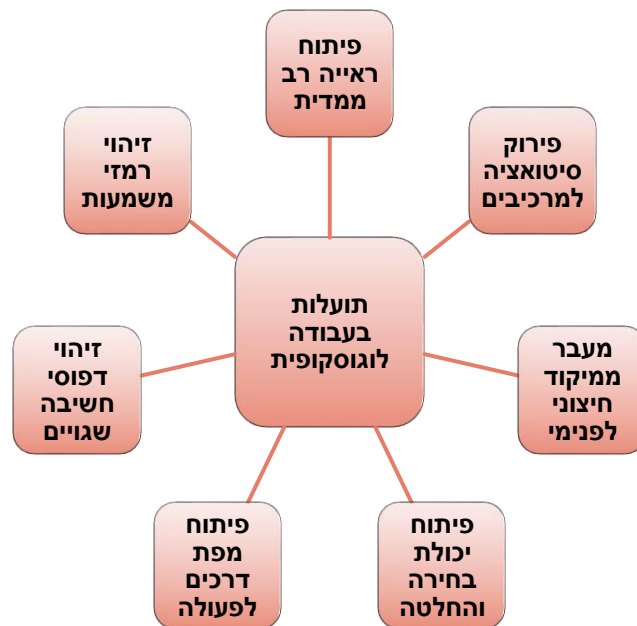 פיתוח
ראייה רב
ממדית
פירוק
סיטואציה
למרכיבים
מעבר
ממיקוד
חיצוני
לפנימי
פיתוח
יכולת
בחירה
והחלטה
פיתוח
מפת
דרכים
לפעולה
זיהוי
דפוסי
חשיבה
שגויים
זיהוי
רמזי
משמעות
תועלות
בעבודה
לוגוסקופית